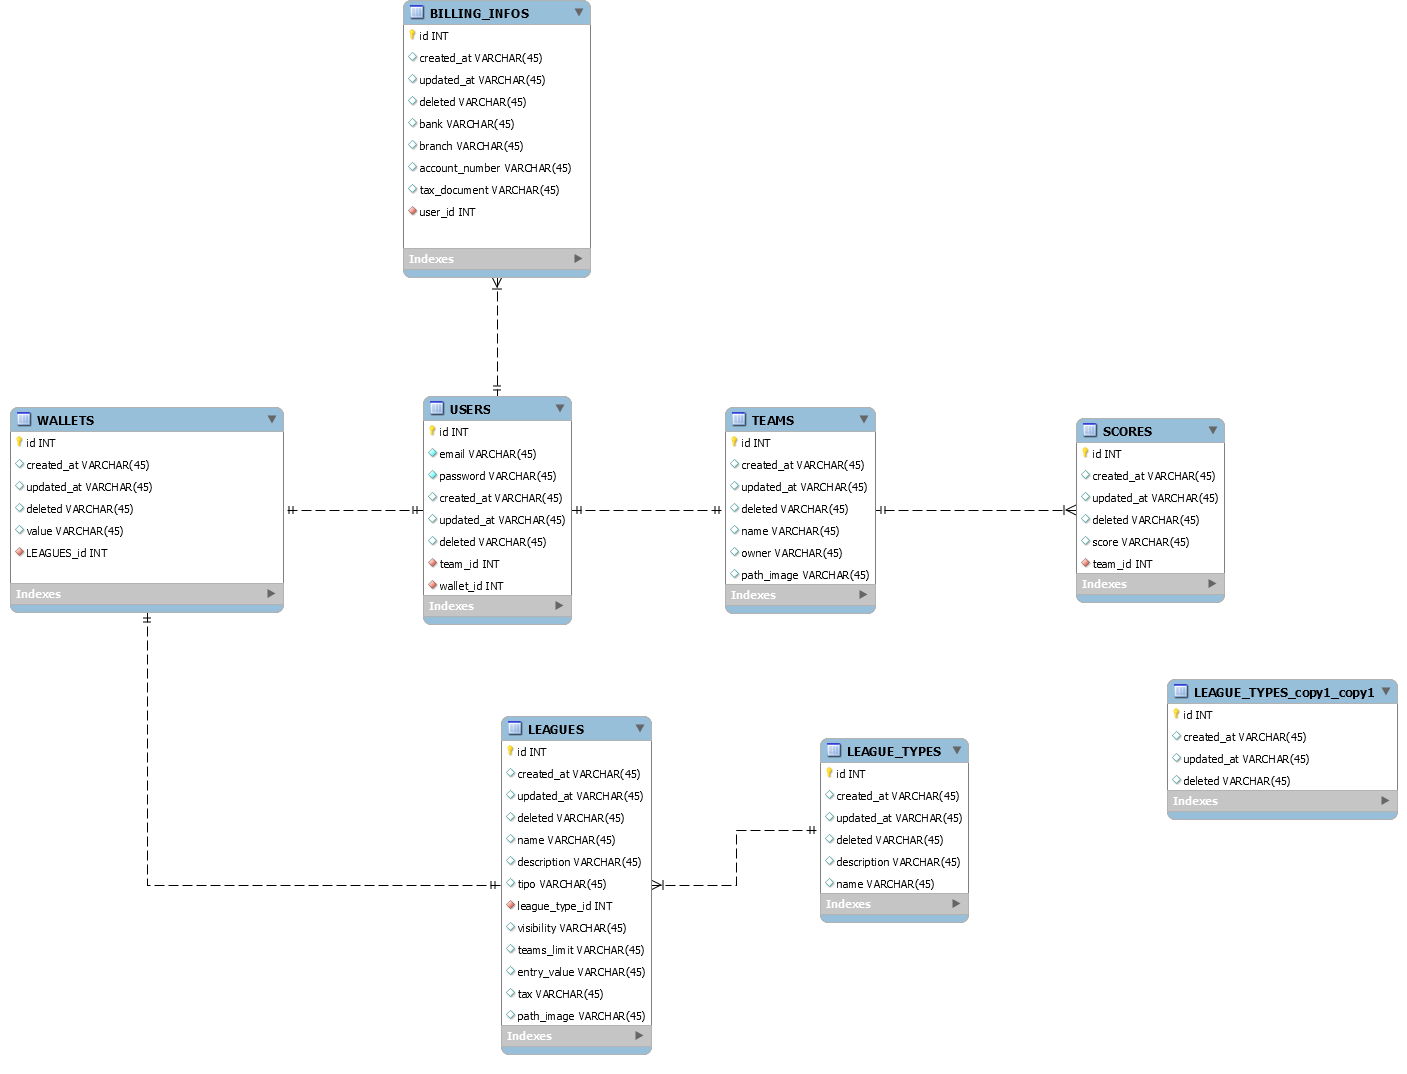 BILLING_INFOS
id INT
created_at VARCHAR(45)
updated_at VARCHAR(45)
deleted VARCHAR(45)
bank VARCHAR(45)
branch VARCHAR(45)
account_number VARCHAR(45)
tax_document VARCHAR(45)
user_id INT
Indexes
WALLETS
id INT
created_at VARCHAR(45)
updated_at VARCHAR(45)
deleted VARCHAR(45)
value VARCHAR(45)
LEAGUES_id INT
Indexes
USERS
id INT
email VARCHAR(45)
password VARCHAR(45)
created_at VARCHAR(45)
updated_at VARCHAR(45)
deleted VARCHAR(45)
team_id INT
wallet_id INT
Indexes
TEAMS
id INT
created_at VARCHAR(45)
updated_at VARCHAR(45)
deleted VARCHAR(45)
name VARCHAR(45)
owner VARCHAR(45)
path_image VARCHAR(45)
Indexes
SCORES
id INT
created_at VARCHAR(45)
updated_at VARCHAR(45)
deleted VARCHAR(45)
score VARCHAR(45)
team_id INT
Indexes
LEAGUES
id INT
created_at VARCHAR(45)
updated_at VARCHAR(45)
deleted VARCHAR(45)
name VARCHAR(45)
description VARCHAR(45)
tipo VARCHAR(45)
league_type_id INT
visibility VARCHAR(45)
teams_limit VARCHAR(45)
entry_value VARCHAR(45)
tax VARCHAR(45)
path_image VARCHAR(45)
Indexes
LEAGUE_TYPES
id INT
created_at VARCHAR(45)
updated_at VARCHAR(45)
deleted VARCHAR(45)
description VARCHAR(45)
name VARCHAR(45)
Indexes
LEAGUE_TYPES_copy1_copy1
id INT
created_at VARCHAR(45)
updated_at VARCHAR(45)
deleted VARCHAR(45)
Indexes